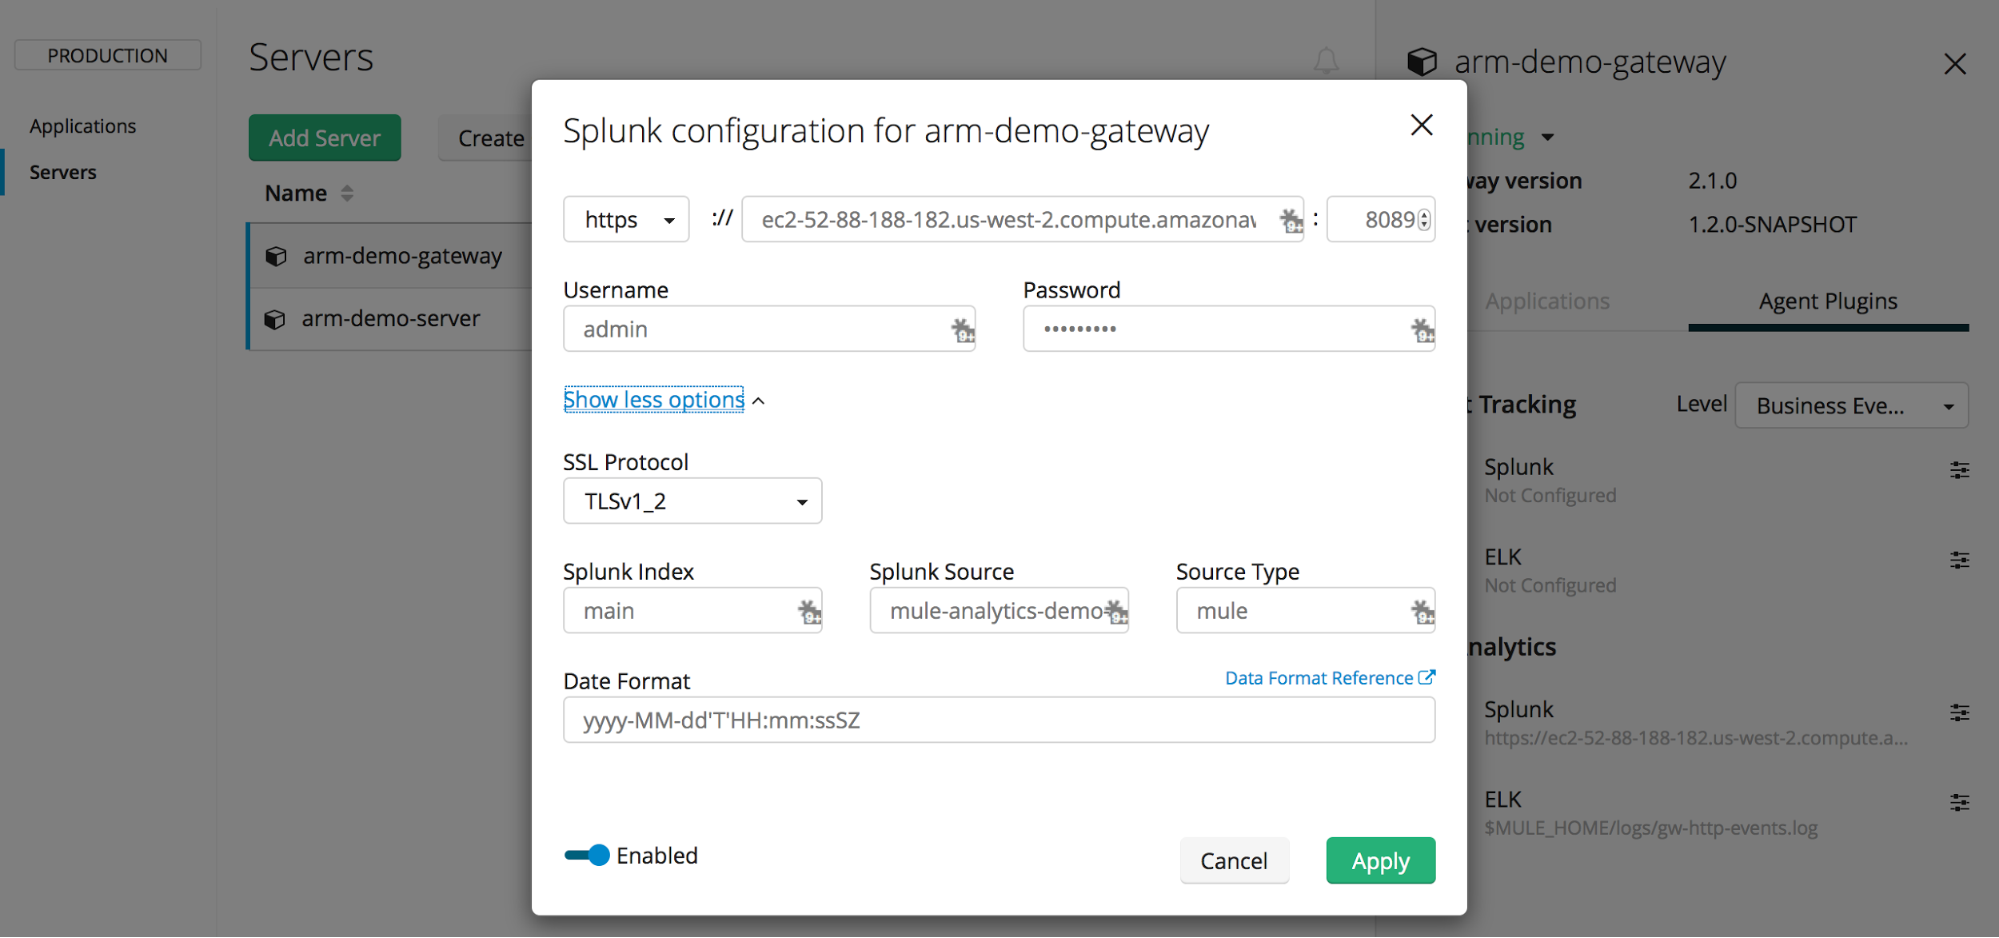 PRODUCTION
Applications
Servers
Servers
Add Server
Create
Name
arm-demo-gateway
arm-demo-server
Splunk configuration for arm-demo-gateway
https :// ec2-52-88-188-182.us-west-2.compute.amazonaw : 8089
Username Password
admin •••••••••
Show less options
SSL Protocol
TLSv1_2
Splunk Index Splunk Source Source Type
main mule-analytics-demo- mule
Date Format Data Format Reference
yyyy-MM-dd'T'HH:mm:ssSZ
Enabled
Cancel Apply
arm-demo-gateway
nning
way version 2.1.0
version 1.2.0-SNAPSHOT
Applications Agent Plugins
t Tracking Level Business Eve...
Splunk
Not Configured
ELK
Not Configured
nalytics
Splunk
https://ec2-52-88-188-182.us-west-2.compute.a...
ELK
$MULE_HOME/logs/gw-http-events.log